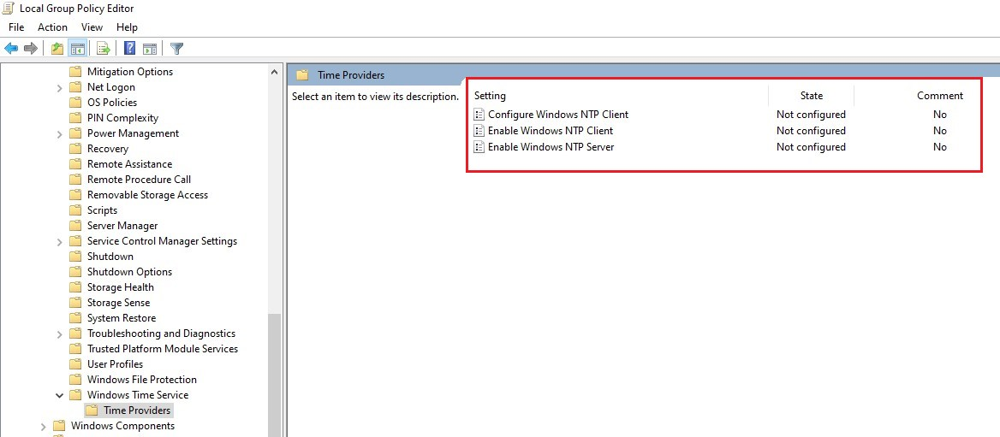 Local Group Policy Editor
File Action View Help
Mitigation Options
Net Logon
OS Policies
PIN Complexity
Power Management
Recovery
Remote Assistance
Remote Procedure Call
Removable Storage Access
Scripts
Server Manager
Service Control Manager Settings
Shutdown
Shutdown Options
Storage Health
Storage Sense
System Restore
Troubleshooting and Diagnostics
Trusted Platform Module Services
User Profiles
Windows File Protection
Windows Time Service
Time Providers
Windows Components
Time Providers
Select an item to view its description.
Setting State Comment
Configure Windows NTP Client Not configured No
Enable Windows NTP Client Not configured No
Enable Windows NTP Server Not configured No